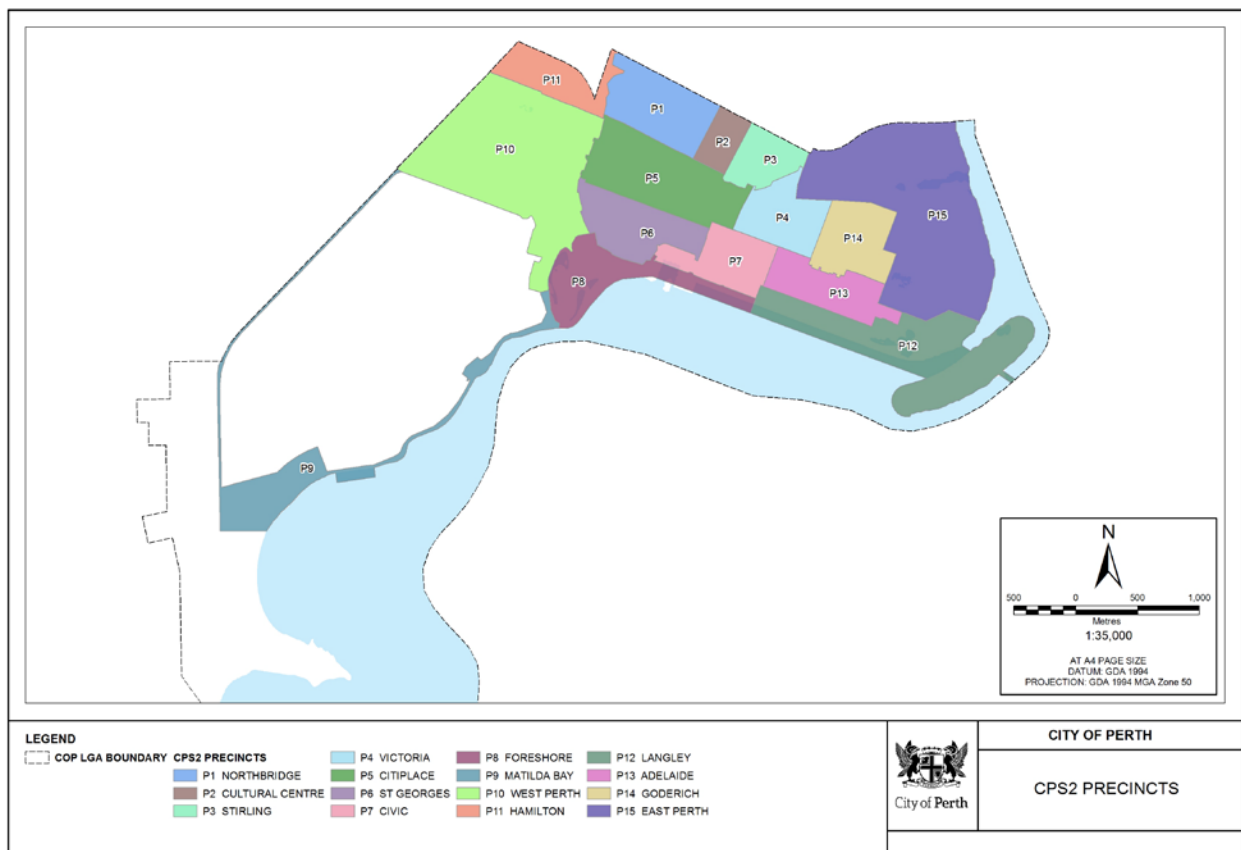 P11
P1
P2
P10
P3
P5
P15
P4
P14
P6
P7
P8
P13
P12
P9
N
500 0 500 1,000
Metres
1:35,000
AT A4 PAGE SIZE
DATUM: GDA 1994
PROJECTION: GDA 1994 MGA Zone 50
LEGEND
COP LGA BOUNDARY
CPS2 PRECINCTS
P1 NORTHBRIDGE
P2 CULTURAL CENTRE
P3 STIRLING
P4 VICTORIA
P5 CITIPLACE
P6 ST GEORGES
P7 CIVIC
P8 FORESHORE
P9 MATILDA BAY
P10 WEST PERTH
P11 HAMILTON
P12 LANGLEY
P13 ADELAIDE
P14 GODERICH
P15 EAST PERTH
City of Perth
CITY OF PERTH
CPS2 PRECINCTS